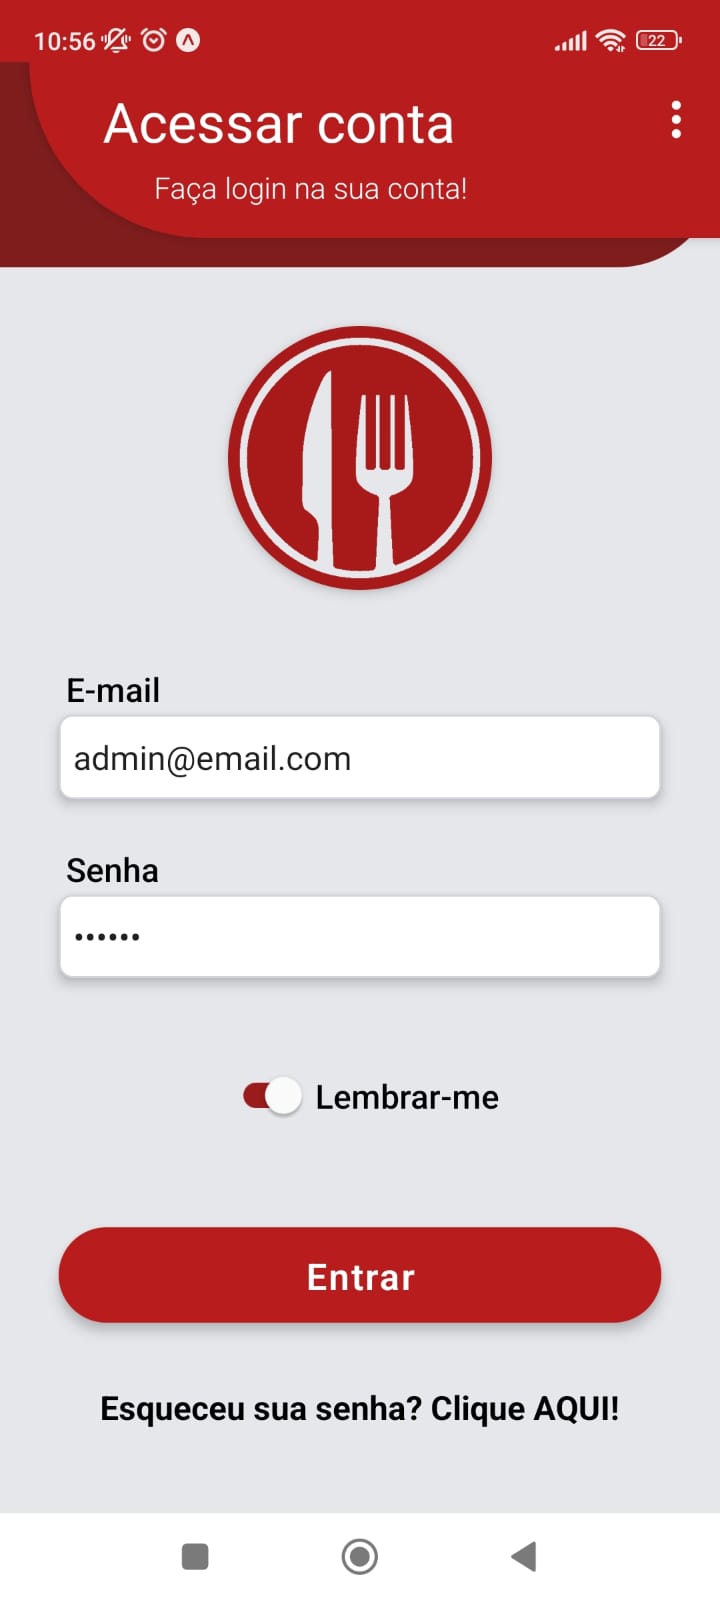 10:56
22
Acessar conta
Faça login na sua conta!
E-mail
admin@email.com
Senha
••••••
Lembrar-me
Entrar
Esqueceu sua senha? Clique AQUI!